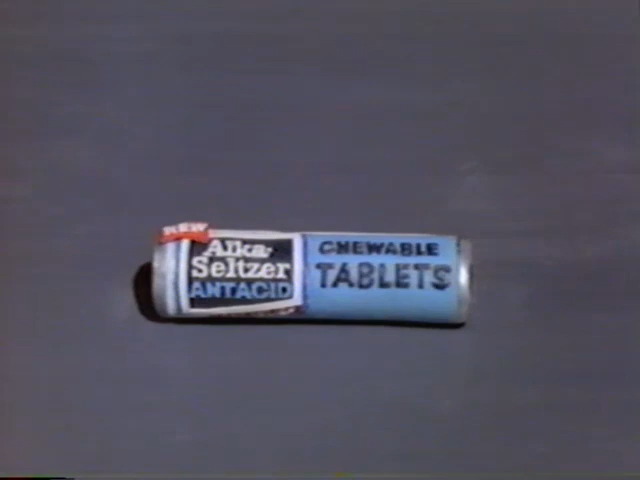 NEW
Alka-
Seltzer
ANTACID
CHEWABLE
TABLETS